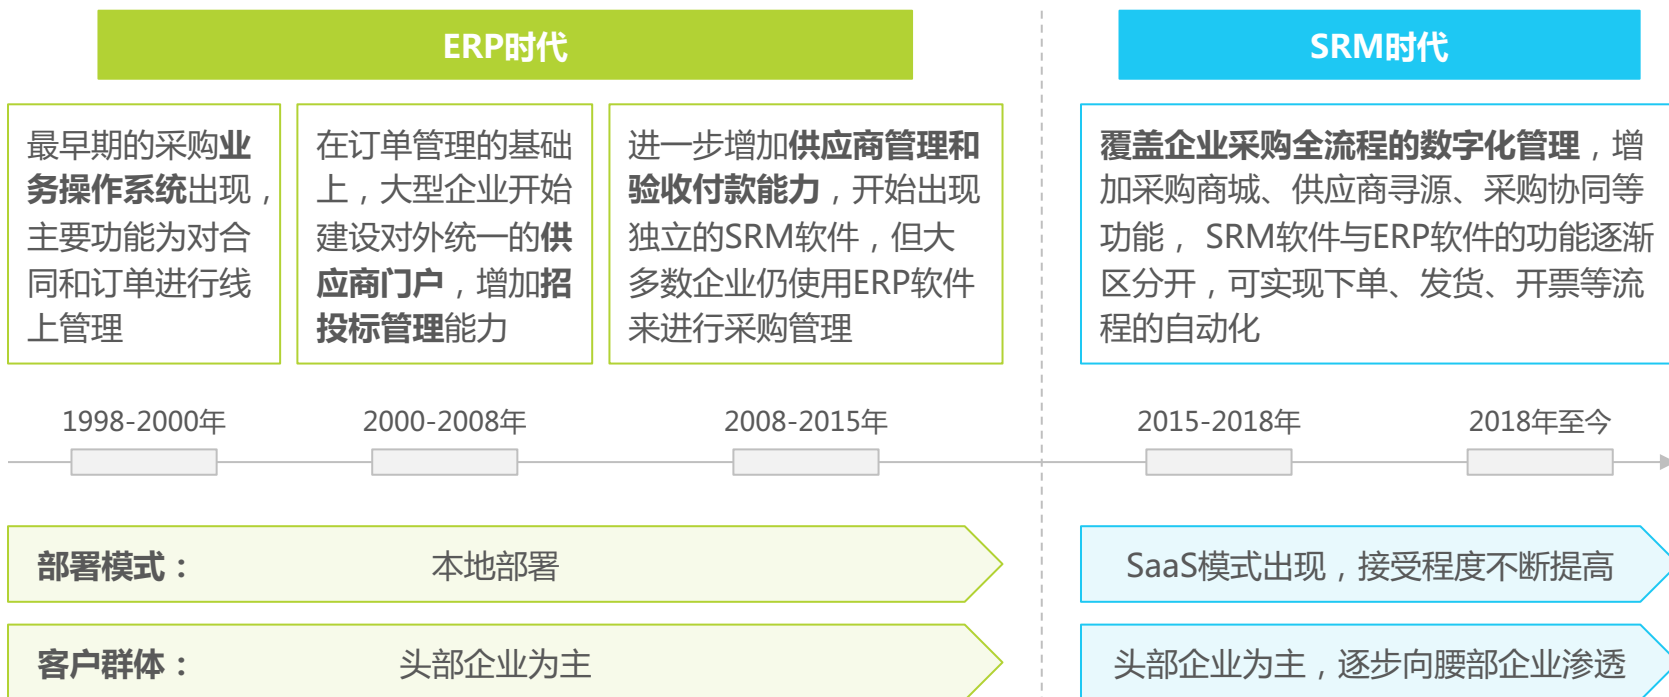 ERP时代
SRM时代
最早期的采购业
务操作系统出现，
主要功能为对合
同和订单进行线
上管理
在订单管理的基础
上，大型企业开始
建设对外统一的供
应商门户，增加招
投标管理能力
进一步增加供应商管理和
验收付款能力，开始出现
独立的SRM软件，但大
多数企业仍使用ERP软件
来进行采购管理
覆盖企业采购全流程的数字化管理，增
加采购商城、供应商寻源、采购协同等
功能， SRM软件与ERP软件的功能逐渐
区分开，可实现下单、发货、开票等流
程的自动化
1998-2000年
2000-2008年
2008-2015年
2015-2018年
2018年至今
部署模式： 本地部署
SaaS模式出现，接受程度不断提高
客户群体： 头部企业为主
头部企业为主，逐步向腰部企业渗透